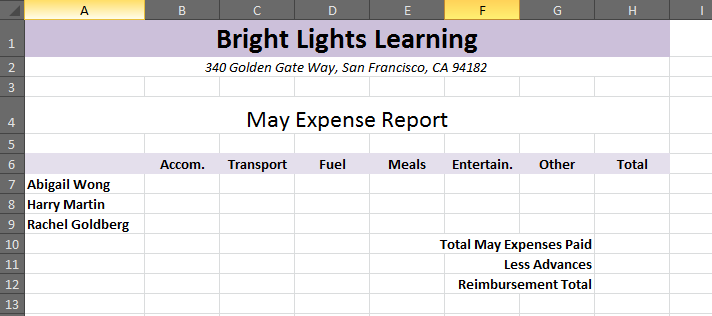 A B C D E F G H I
1 Bright Lights Learning
2 340 Golden Gate Way, San Francisco, CA 94182
3
4 May Expense Report
5
6 Accom. Transport Fuel Meals Entertain. Other Total
7 Abigail Wong
8 Harry Martin
9 Rachel Goldberg
10 Total May Expenses Paid
11 Less Advances
12 Reimbursement Total
13